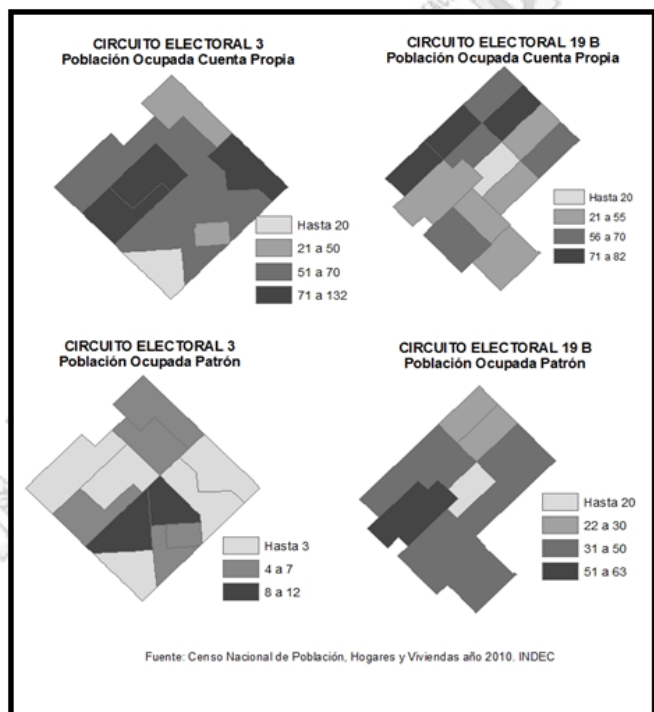 CIRCUITO ELECTORAL 3
Población Ocupada Cuenta Propia
Hasta 20
21 a 50
51 a 70
71 a 132
CIRCUITO ELECTORAL 19 B
Población Ocupada Cuenta Propia
Hasta 20
21 a 55
56 a 70
71 a 82
CIRCUITO ELECTORAL 3
Población Ocupada Patrón
Hasta 3
4 a 7
8 a 12
CIRCUITO ELECTORAL 19 B
Población Ocupada Patrón
Hasta 20
22 a 30
31 a 50
51 a 63
Fuente: Censo Nacional de Población, Hogares y Viviendas año 2010. INDEC